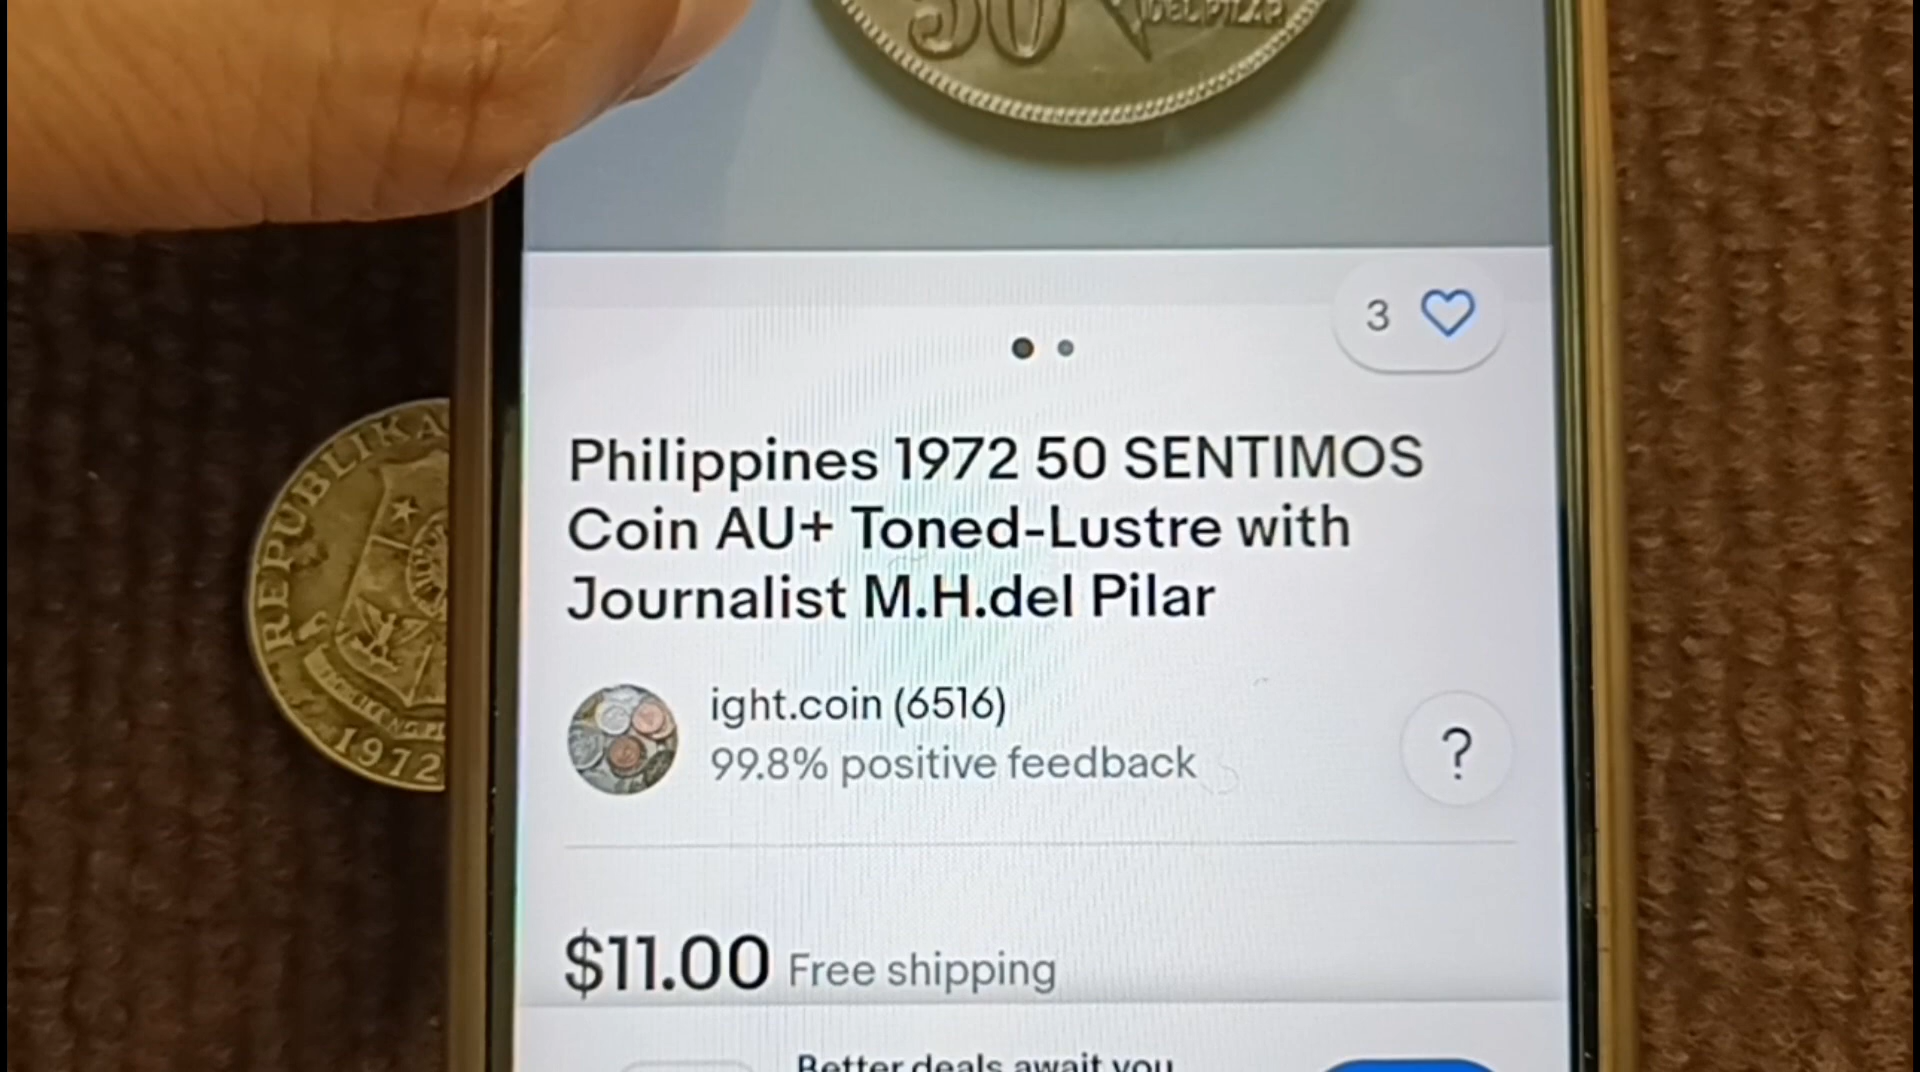 50
DEL PILAR
3
Philippines 1972 50 SENTIMOS
Coin AU+ Toned-Lustre with
Journalist M.H.del Pilar
ight.coin (6516)
99.8% positive feedback
?
$11.00 Free shipping
Better deals await you
REPUBLIKA
1972